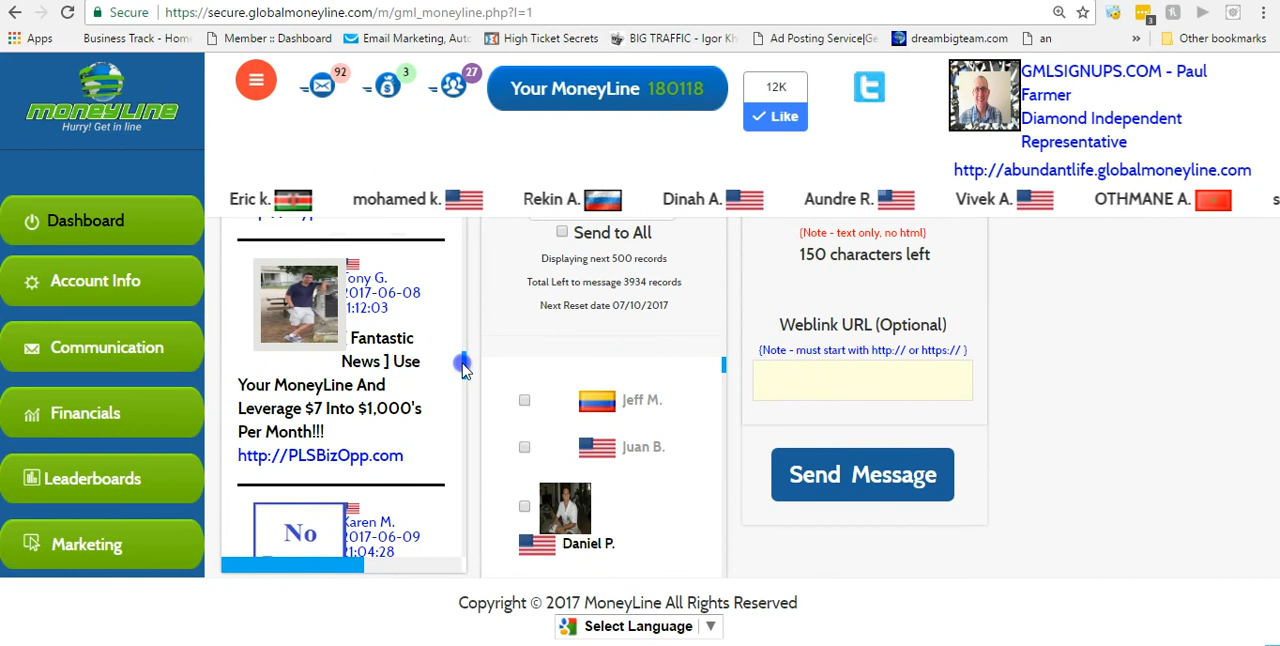 Secure https://secure.globalmoneyline.com/m/gml_moneyline.php?l=1
Apps Business Track - Hom Member :: Dashboard Email Marketing, Auto High Ticket Secrets BIG TRAFFIC - Igor Kh Ad Posting Service|Ge dreambigteam.com an » Other bookmarks
3
MONEYLINE
Hurry! Get in line
92 3 27
Your MoneyLine 180118
12K
Like
GMLSIGNUPS.COM - Paul
Farmer
Diamond Independent
Representative
http://abundantlife.globalmoneyline.com
Eric k. mohamed k. Rekin A. Dinah A. Aundre R. Vivek A. OTHMANE A. s
Dashboard
Account Info
Communication
Financials
Leaderboards
Marketing
Tony G.
2017-06-08
1:12:03
[ Fantastic
News ] Use
Your MoneyLine And
Leverage $7 Into $1,000's
Per Month!!!
http://PLSBizOpp.com
No
Karen M.
2017-06-09
21:04:28
Send to All
Displaying next 500 records
Total Left to message 3934 records
Next Reset date 07/10/2017
Jeff M.
Juan B.
Daniel P.
{Note - text only, no html}
150 characters left
Weblink URL (Optional)
{Note - must start with http:// or https:// }
Send Message
Copyright © 2017 MoneyLine All Rights Reserved
Select Language ▼